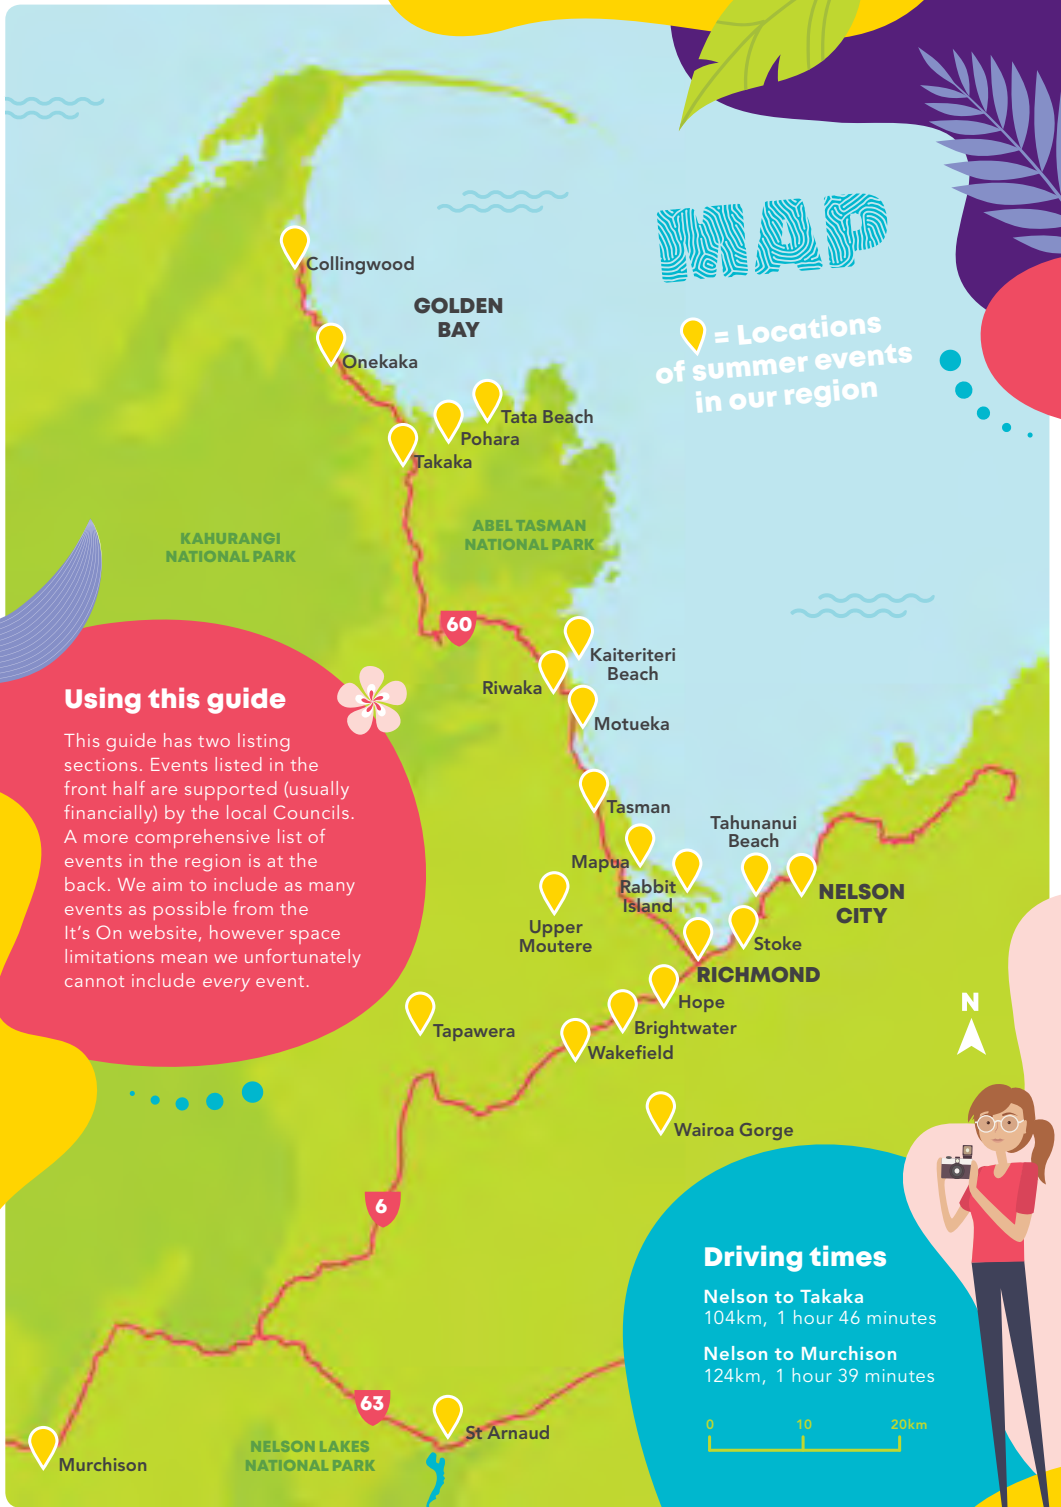 MAP
= Locations
of summer events
in our region
Collingwood
GOLDEN
BAY
Onekaka
Tata Beach
Pohara
Takaka
KAHURANGI
NATIONAL PARK
ABEL TASMAN
NATIONAL PARK
60
Kaiteriteri
Beach
Riwaka
Motueka
Using this guide
This guide has two listing
sections. Events listed in the
front half are supported (usually
financially) by the local Councils.
A more comprehensive list of
events in the region is at the
back. We aim to include as many
events as possible from the
It's On website, however space
limitations mean we unfortunately
cannot include every event.
Tasman
Tahunanui
Beach
Mapua
Rabbit
Island
NELSON
CITY
Upper
Moutere
Stoke
RICHMOND
Hope
N
Tapawera
Brightwater
Wakefield
Wairoa Gorge
6
Driving times
Nelson to Takaka
104km, 1 hour 46 minutes
Nelson to Murchison
124km, 1 hour 39 minutes
0 10 20km
63
St Arnaud
NELSON LAKES
NATIONAL PARK
Murchison